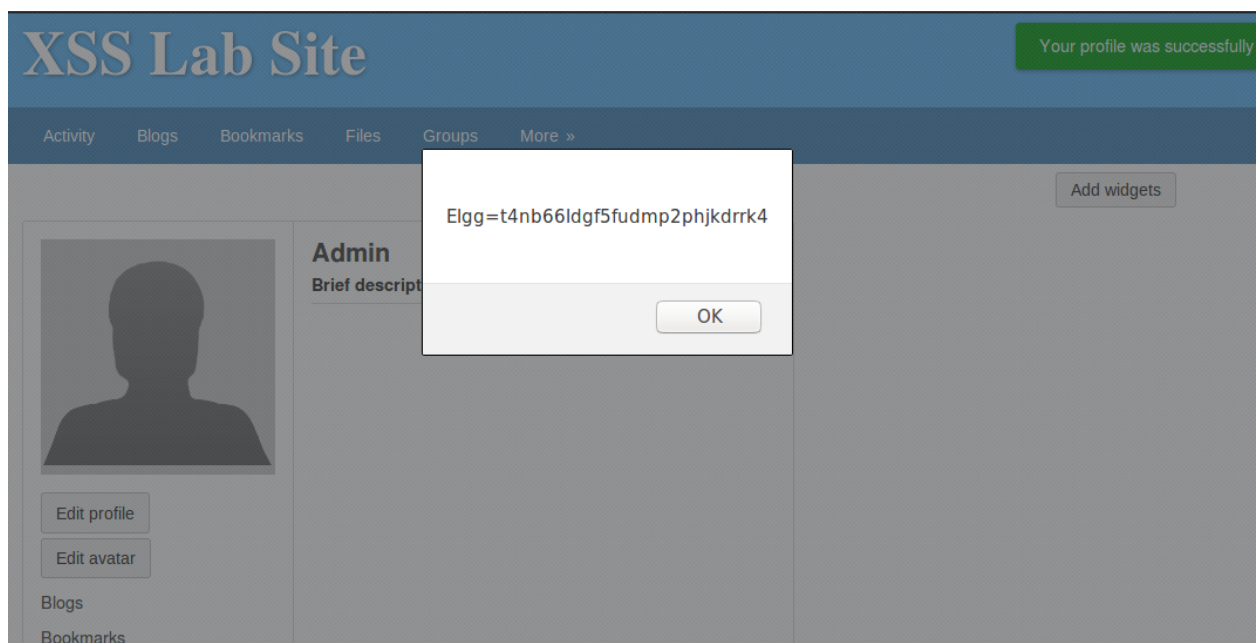 XSS Lab Site
Your profile was successfully
Activity Blogs Bookmarks Files Groups More »
Add widgets
Elgg=t4nb66ldgf5fudmp2phjkdrrk4
OK
Admin
Brief descript
Edit profile
Edit avatar
Blogs
Bookmarks